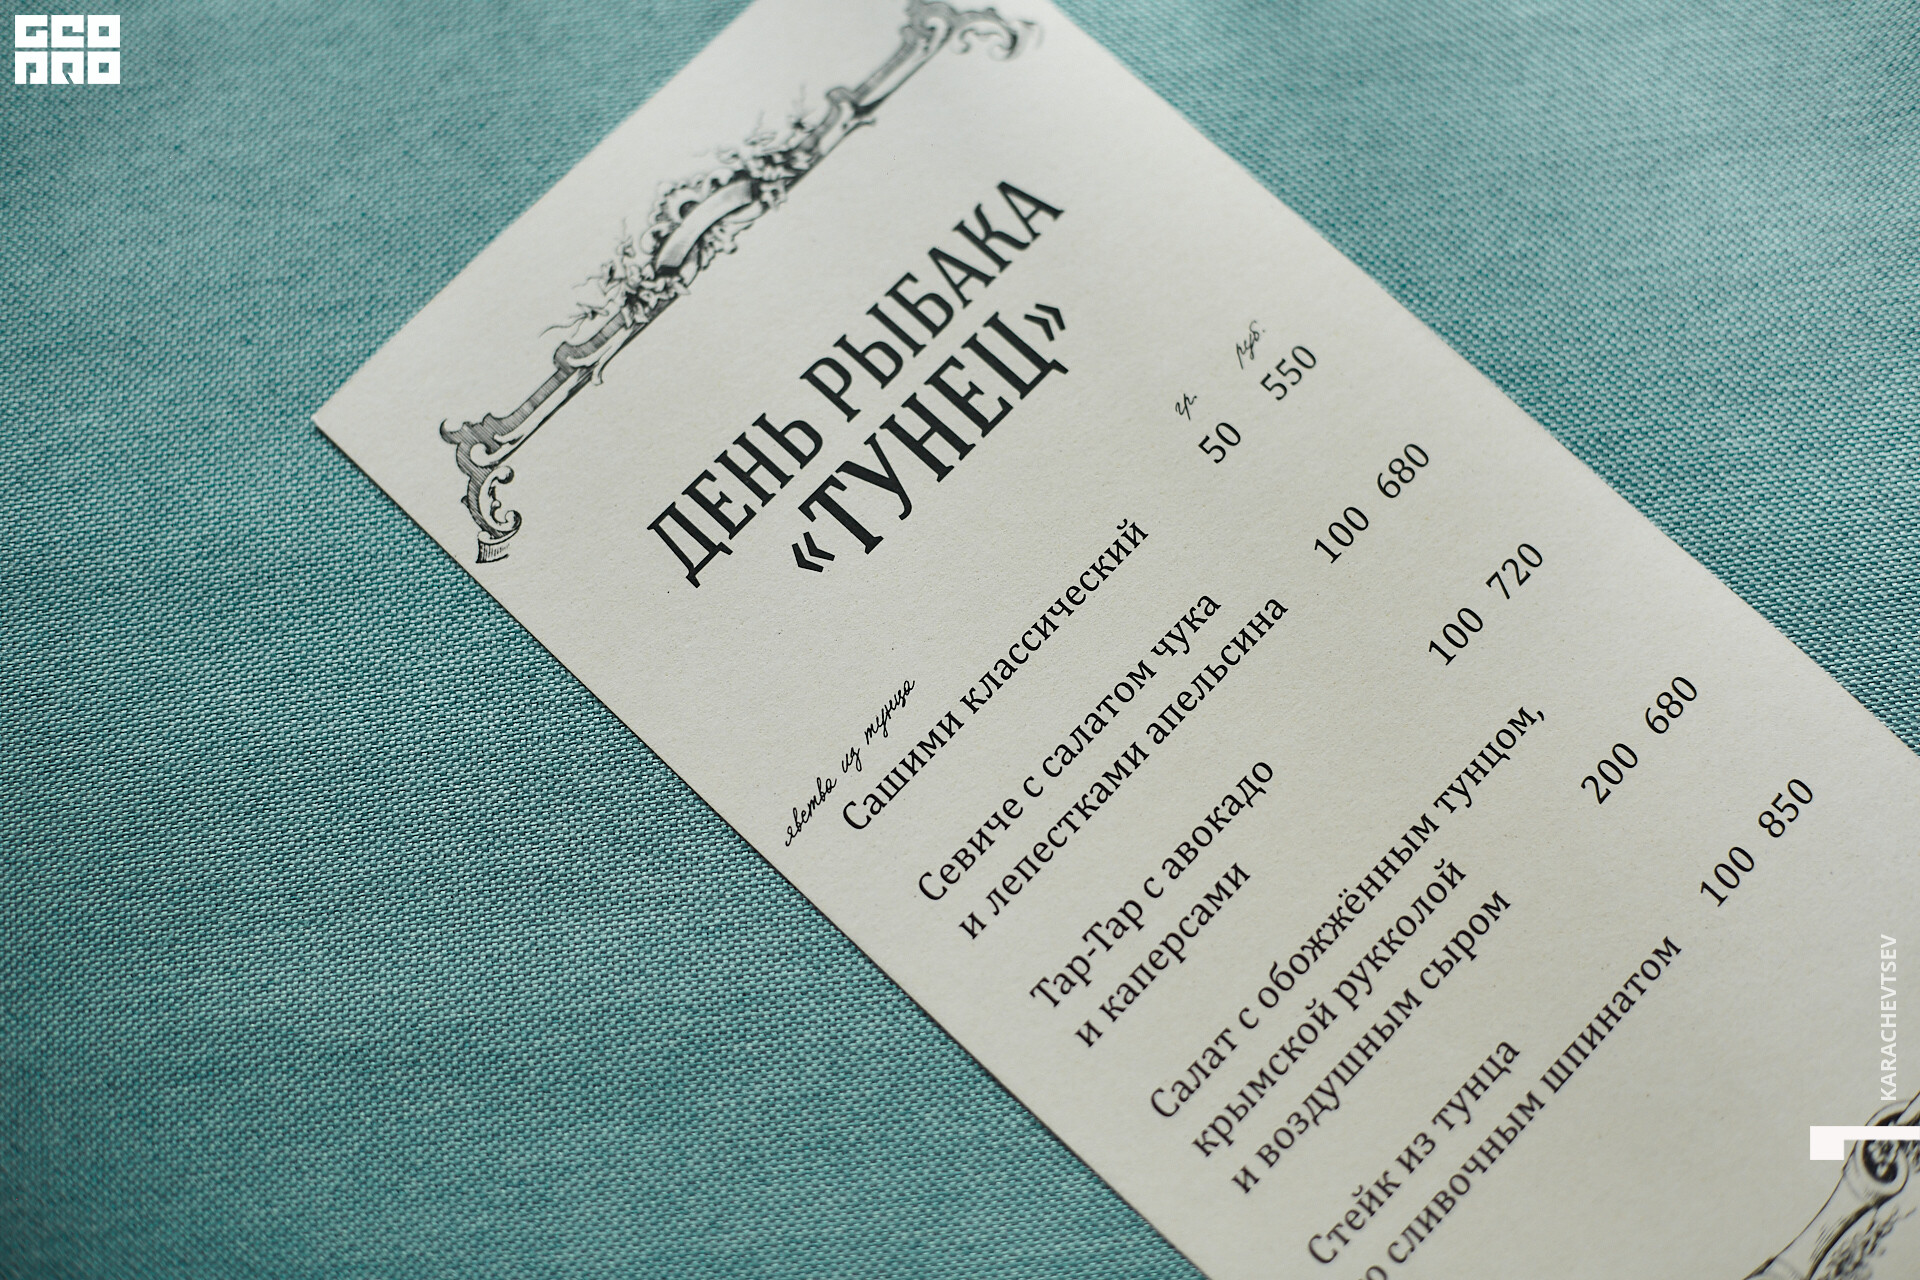 GEO
PRO
ДЕНЬ РЫБАКА
«ТУНЕЦ»
гр. руб.
явства из тунца
Сашими классический 50 550
Севиче с салатом чука
и лепестками апельсина 100 680
Тар-Тар с авокадо
и каперсами 100 720
Салат с обожжённым тунцом,
крымской рукколой
и воздушным сыром 200 680
Стейк из тунца
со сливочным шпинатом 100 850
KARACHEVTSEV